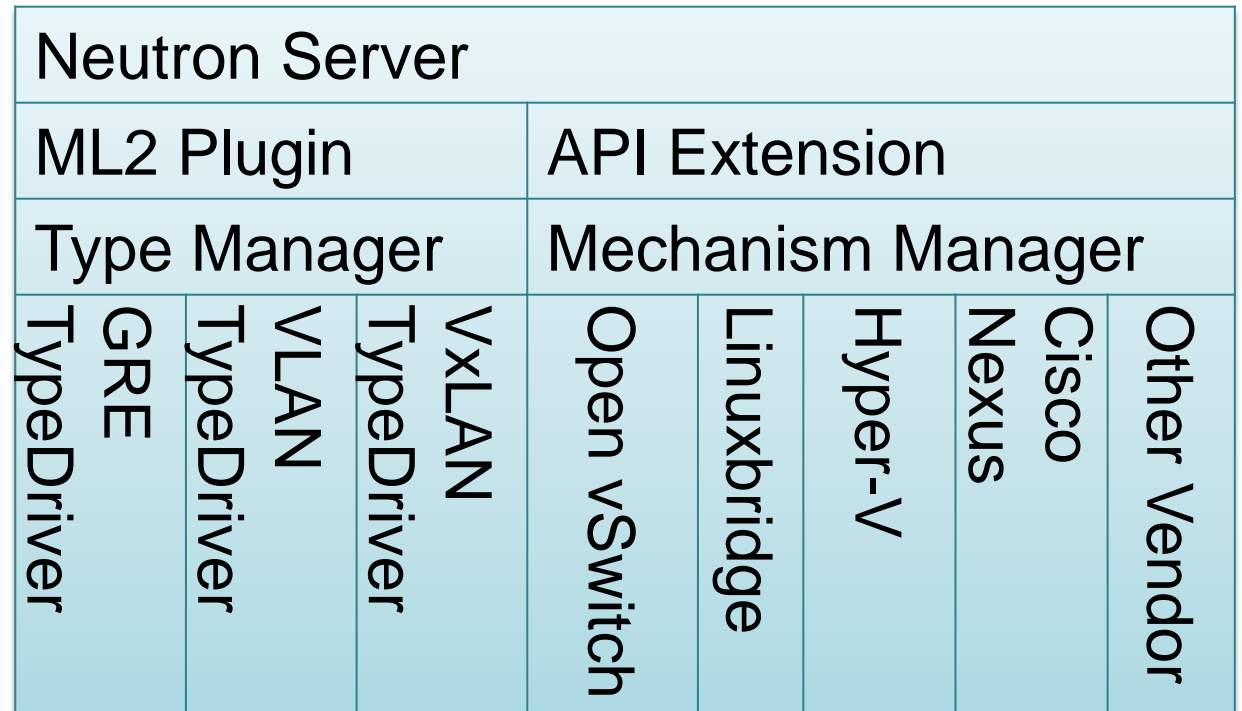 Neutron Server
ML2 Plugin
API Extension
Type Manager
Mechanism Manager
GRE
TypeDriver
VLAN
TypeDriver
VxLAN
TypeDriver
Open vSwitch
Linuxbridge
Hyper-V
Cisco
Nexus
Other Vendor